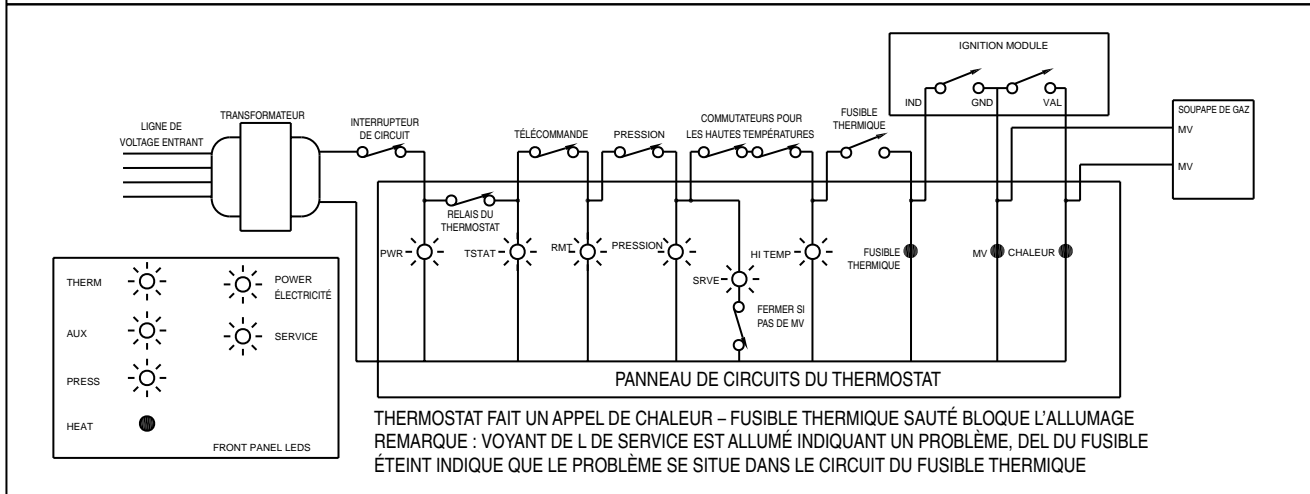 IGNITION MODULE
IND
GND
VAL
SOUPAPE DE GAZ
MV
MV
LIGNE DE
VOLTAGE ENTRANT
TRANSFORMATEUR
INTERRUPTEUR
DE CIRCUIT
TÉLÉCOMMANDE
PRESSION
COMMUTATEURS POUR
LES HAUTES TEMPÉRATURES
FUSIBLE
THERMIQUE
RELAIS DU
THERMOSTAT
PWR
TSTAT
RMT
PRESSION
SRVE
FERMER SI
PAS DE MV
HI TEMP
FUSIBLE
THERMIQUE
MV
CHALEUR
PANNEAU DE CIRCUITS DU THERMOSTAT
THERM
AUX
PRESS
HEAT
POWER
ÉLECTRICITÉ
SERVICE
FRONT PANEL LEDS
THERMOSTAT FAIT UN APPEL DE CHALEUR – FUSIBLE THERMIQUE SAUTÉ BLOQUE L'ALLUMAGE
REMARQUE : VOYANT DE L DE SERVICE EST ALLUMÉ INDIQUANT UN PROBLÈME, DEL DU FUSIBLE
ÉTEINT INDIQUE QUE LE PROBLÈME SE SITUE DANS LE CIRCUIT DU FUSIBLE THERMIQUE